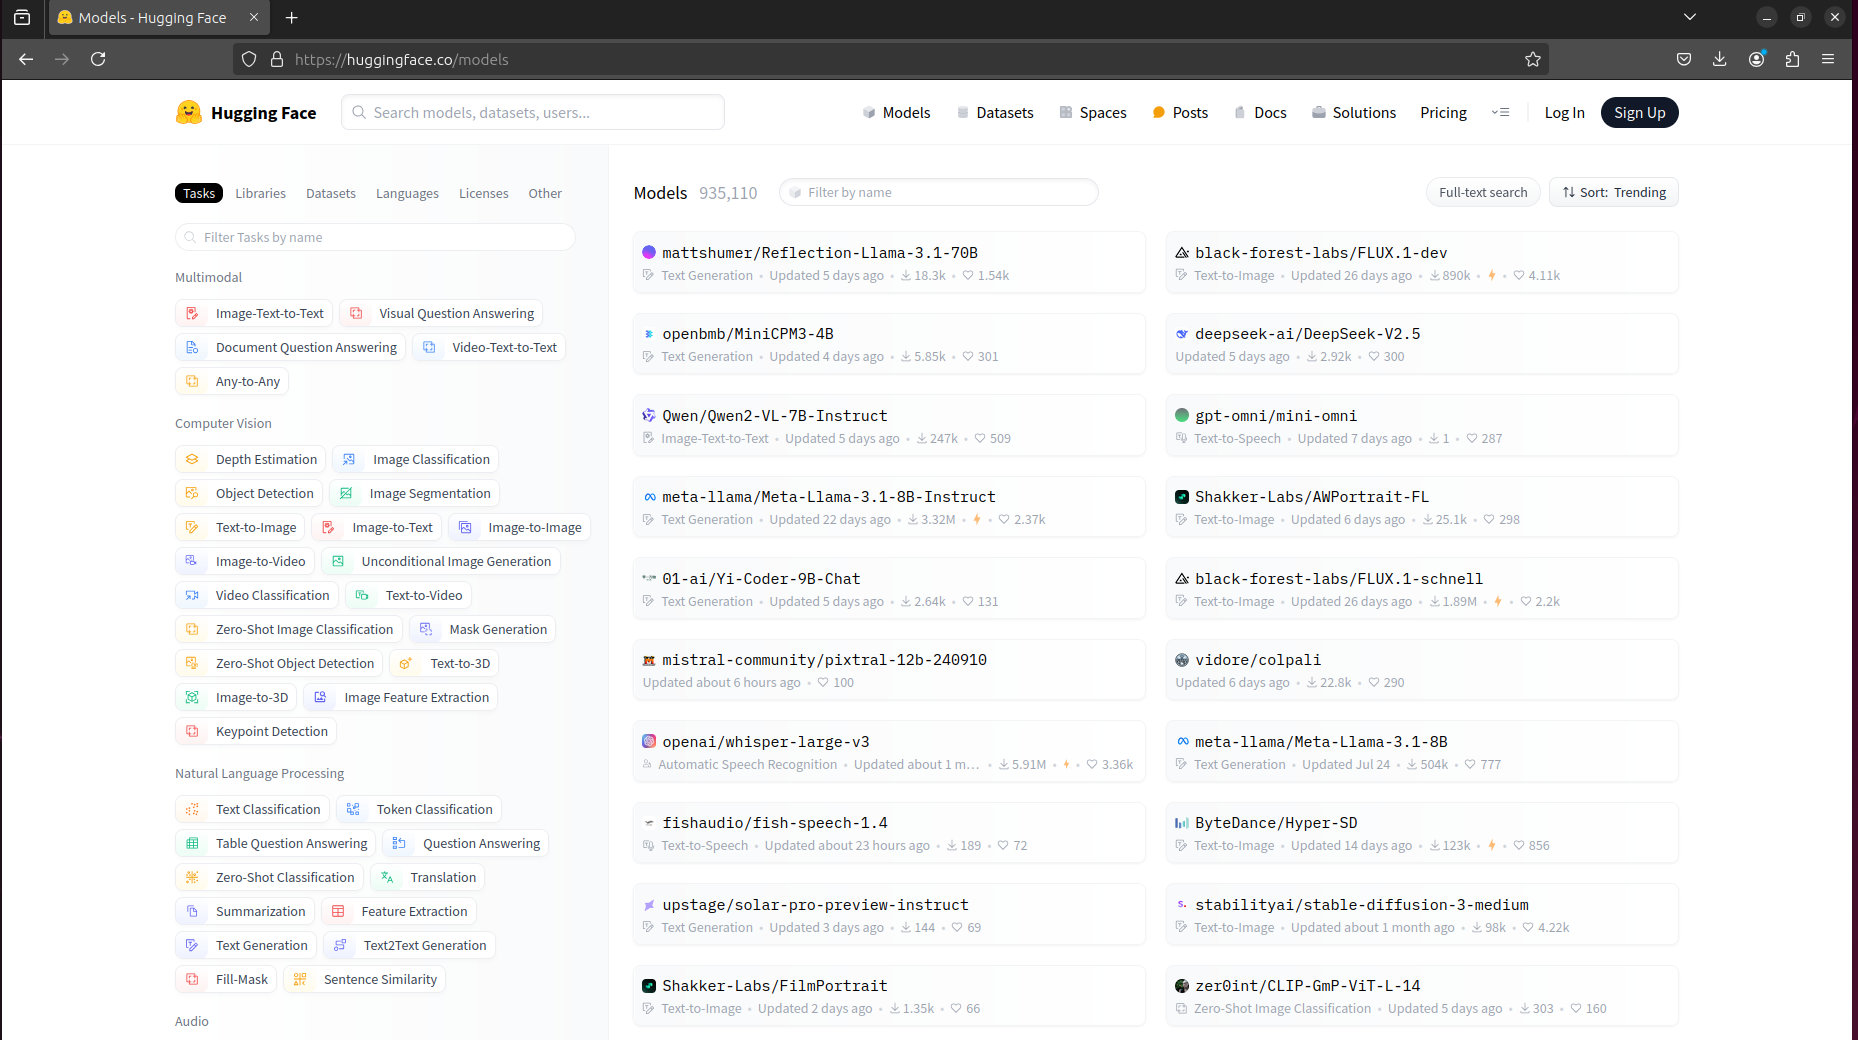 Models - Hugging Face
https://huggingface.co/models
Hugging Face
Search models, datasets, users...
Models
Datasets
Spaces
Posts
Docs
Solutions
Pricing
Log In
Sign Up
Tasks
Libraries
Datasets
Languages
Licenses
Other
Filter Tasks by name
Multimodal
Image-Text-to-Text
Visual Question Answering
Document Question Answering
Video-Text-to-Text
Any-to-Any
Computer Vision
Depth Estimation
Image Classification
Object Detection
Image Segmentation
Text-to-Image
Image-to-Text
Image-to-Image
Image-to-Video
Unconditional Image Generation
Video Classification
Text-to-Video
Zero-Shot Image Classification
Mask Generation
Zero-Shot Object Detection
Text-to-3D
Image-to-3D
Image Feature Extraction
Keypoint Detection
Natural Language Processing
Text Classification
Token Classification
Table Question Answering
Question Answering
Zero-Shot Classification
Translation
Summarization
Feature Extraction
Text Generation
Text2Text Generation
Fill-Mask
Sentence Similarity
Audio
Models 935,110
Filter by name
Full-text search
Sort: Trending
mattshumer/Reflection-Llama-3.1-70B
Text Generation • Updated 5 days ago • 18.3k • 1.54k
black-forest-labs/FLUX.1-dev
Text-to-Image • Updated 26 days ago • 890k • • 4.11k
openbmb/MiniCPM3-4B
Text Generation • Updated 4 days ago • 5.85k • 301
deepseek-ai/DeepSeek-V2.5
Updated 5 days ago • 2.92k • 300
Qwen/Qwen2-VL-7B-Instruct
Image-Text-to-Text • Updated 5 days ago • 247k • 509
gpt-omni/mini-omni
Text-to-Speech • Updated 7 days ago • 1 • 287
meta-llama/Meta-Llama-3.1-8B-Instruct
Text Generation • Updated 22 days ago • 3.32M • • 2.37k
Shakker-Labs/AWPortrait-FL
Text-to-Image • Updated 6 days ago • 25.1k • 298
01-ai/Yi-Coder-9B-Chat
Text Generation • Updated 5 days ago • 2.64k • 131
black-forest-labs/FLUX.1-schnell
Text-to-Image • Updated 26 days ago • 1.89M • • 2.2k
mistral-community/pixtral-12b-240910
Updated about 6 hours ago • 100
vidore/colpali
Updated 6 days ago • 22.8k • 290
openai/whisper-large-v3
Automatic Speech Recognition • Updated about 1 m... • 5.91M • • 3.36k
meta-llama/Meta-Llama-3.1-8B
Text Generation • Updated Jul 24 • 504k • 777
fishaudio/fish-speech-1.4
Text-to-Speech • Updated about 23 hours ago • 189 • 72
ByteDance/Hyper-SD
Text-to-Image • Updated 14 days ago • 123k • • 856
upstage/solar-pro-preview-instruct
Text Generation • Updated 3 days ago • 144 • 69
stabilityai/stable-diffusion-3-medium
Text-to-Image • Updated about 1 month ago • 98k • 4.22k
Shakker-Labs/FilmPortrait
Text-to-Image • Updated 2 days ago • 1.35k • 66
zer0int/CLIP-GmP-ViT-L-14
Zero-Shot Image Classification • Updated 5 days ago • 303 • 160